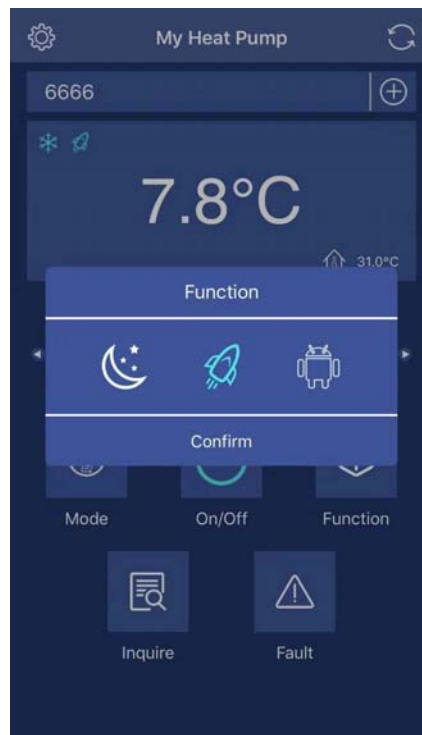 My Heat Pump
6666
7.8°C
31.0°C
Function
Confirm
Mode On/Off Function
Inquire Fault